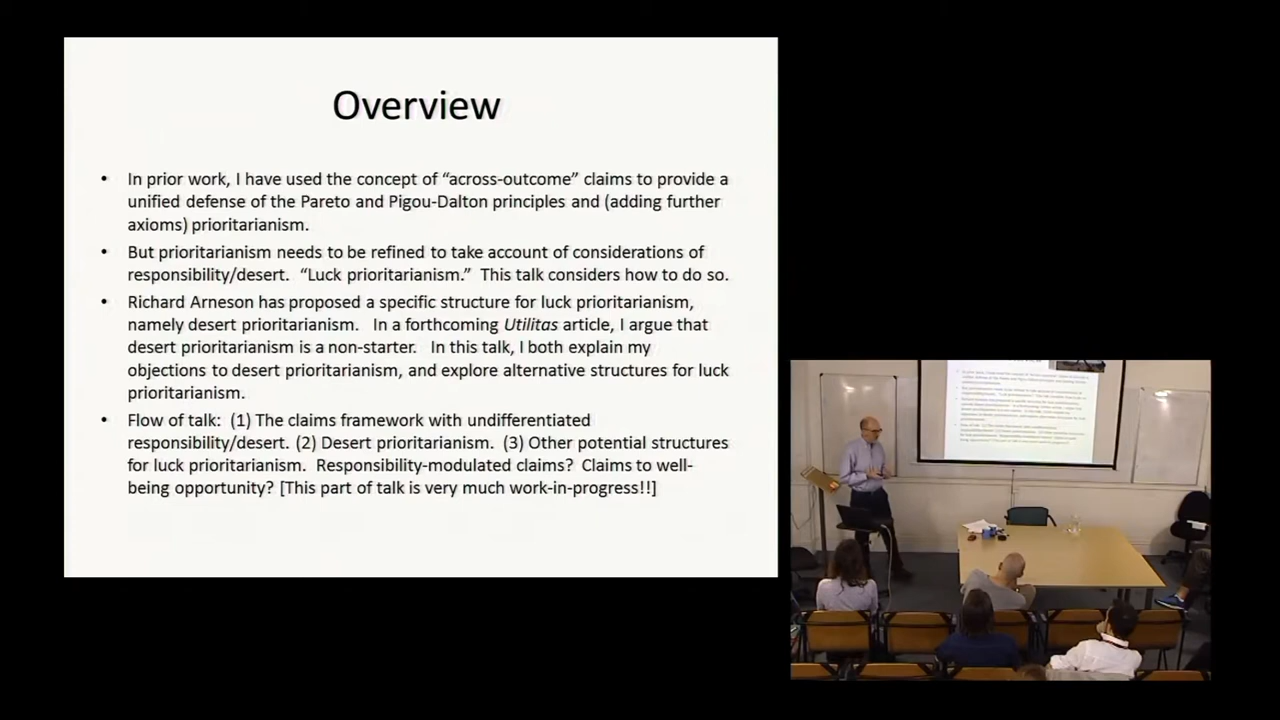 Overview
• In prior work, I have used the concept of “across-outcome” claims to provide a
unified defense of the Pareto and Pigou-Dalton principles and (adding further
axioms) prioritarianism.
• But prioritarianism needs to be refined to take account of considerations of
responsibility/desert.  “Luck prioritarianism.”  This talk considers how to do so.
• Richard Arneson has proposed a specific structure for luck prioritarianism,
namely desert prioritarianism.   In a forthcoming Utilitas article, I argue that
desert prioritarianism is a non-starter.   In this talk, I both explain my
objections to desert prioritarianism, and explore alternative structures for luck
prioritarianism.
• Flow of talk:  (1) The claims framework with undifferentiated
responsibility/desert. (2) Desert prioritarianism.  (3) Other potential structures
for luck prioritarianism.  Responsibility-modulated claims?  Claims to well-
being opportunity? [This part of talk is very much work-in-progress!!]